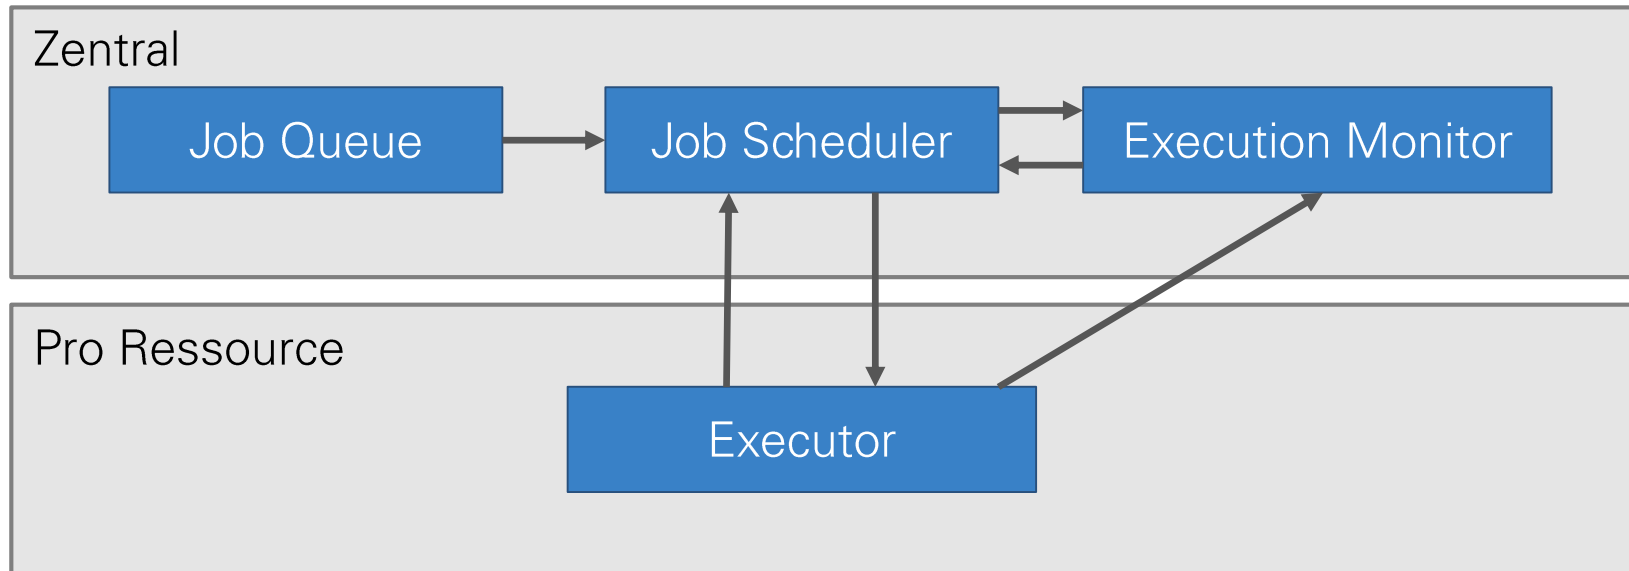 Zentral
Job Queue
Job Scheduler
Execution Monitor
Pro Ressource
Executor